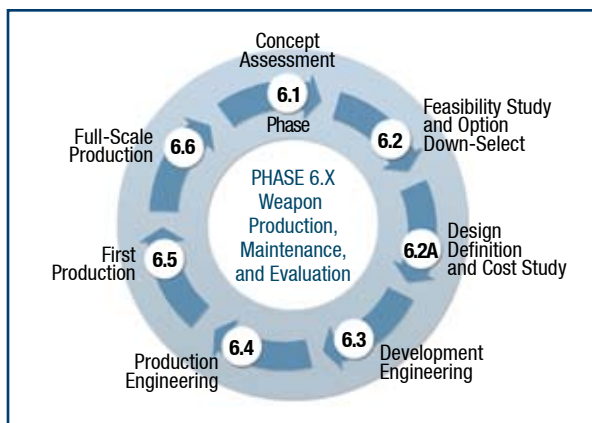 Concept
Assessment
6.1
Phase
6.2
Feasibility Study
and Option
Down-Select
6.2A
Design
Definition
and Cost Study
6.3
Development
Engineering
6.4
Production
Engineering
6.5
First
Production
6.6
Full-Scale
Production
PHASE 6.X
Weapon
Production,
Maintenance,
and Evaluation